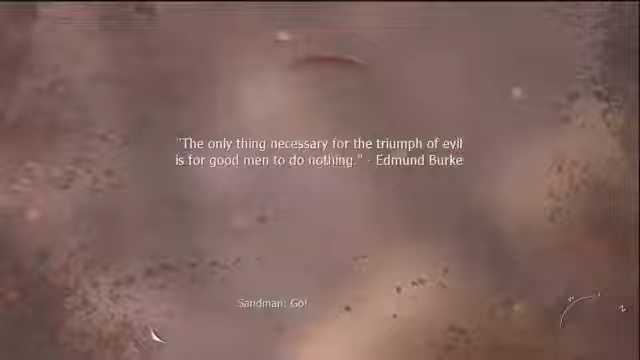 "The only thing necessary for the triumph of evil
is for good men to do nothing." - Edmund Burke
Sandman: Go!
N